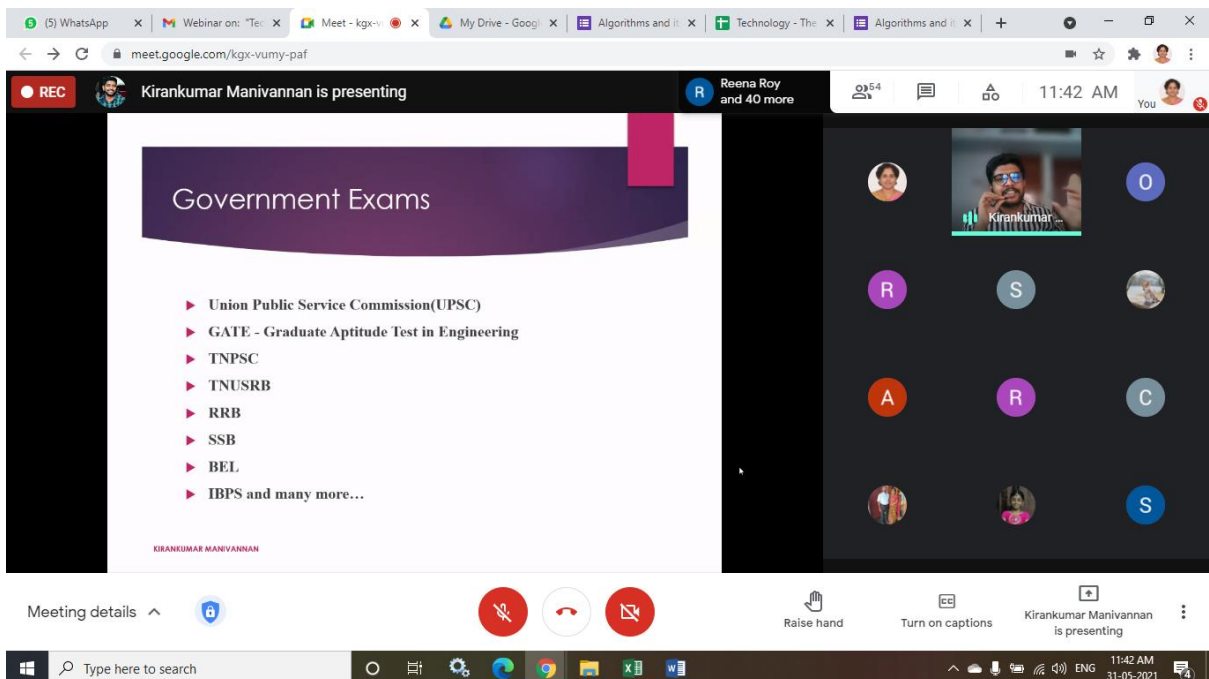 (5) WhatsApp
Webinar on: "Tec
Meet - kgx-v
My Drive - Googl
Algorithms and it
Technology - The
Algorithms and it
meet.google.com/kgx-vumy-paf
REC
Kirankumar Manivannan is presenting
R
Reena Roy
and 40 more
54
11:42 AM
You
Government Exams
Union Public Service Commission(UPSC)
GATE - Graduate Aptitude Test in Engineering
TNPSC
TNUSRB
RRB
SSB
BEL
IBPS and many more…
KIRANKUMAR MANIVANNAN
Kirankumar ...
O
R
S
A
R
C
S
Meeting details
Raise hand
CC
Turn on captions
Kirankumar Manivannan
is presenting
Type here to search
ENG
11:42 AM
31-05-2021
4